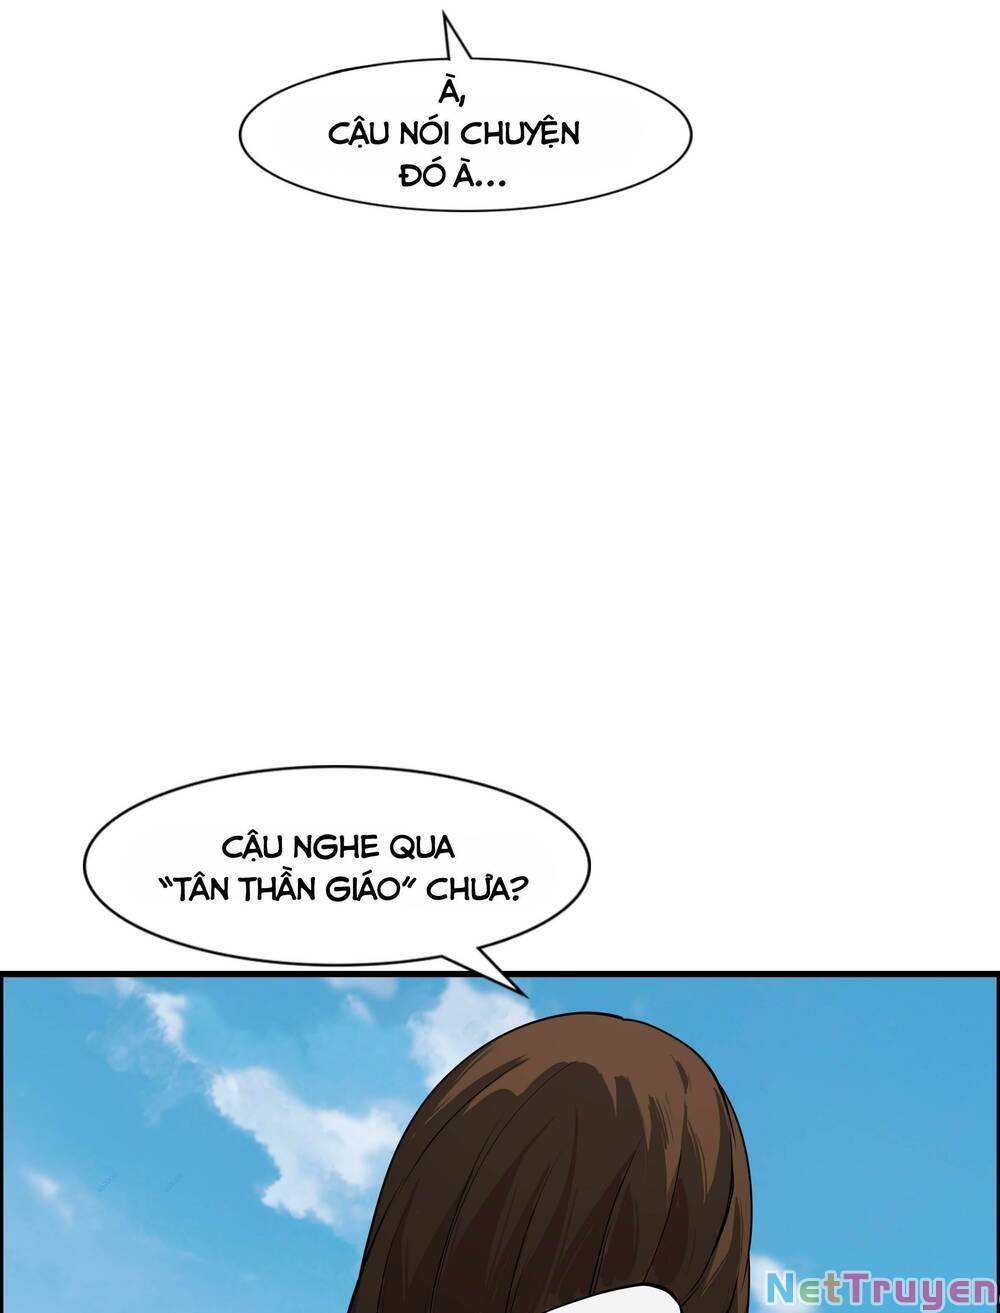 À,
CẬU NÓI CHUYỆN
ĐÓ À...
CẬU NGHE QUA
"TÂN THẦN GIÁO" CHƯA?
NetTruyen